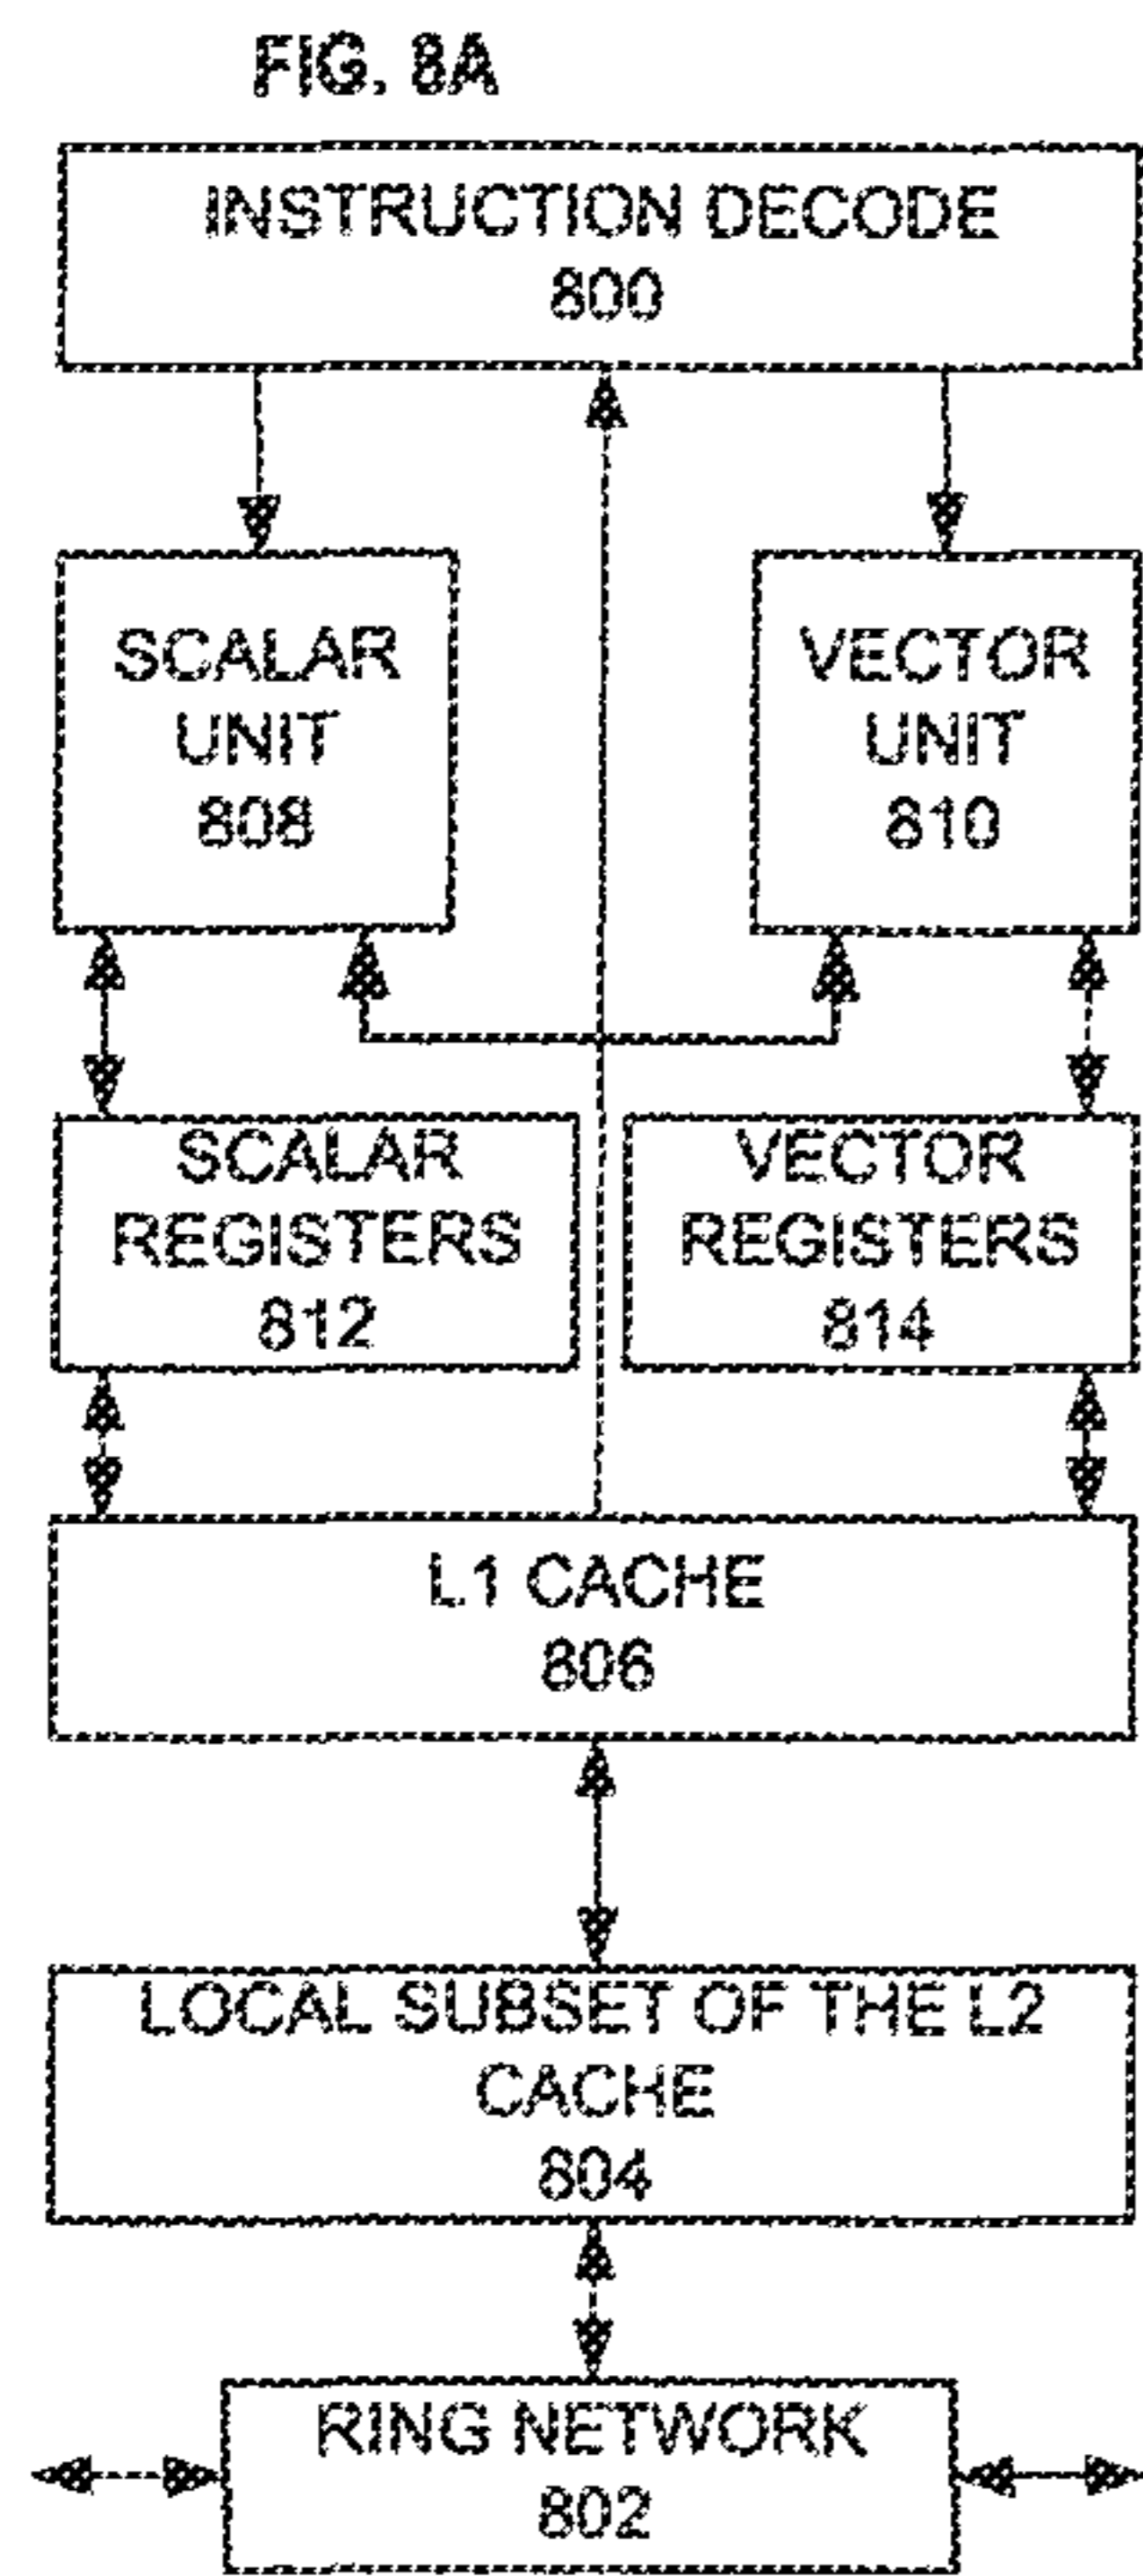 FIG. 8A
INSTRUCTION DECODE
800
SCALAR
UNIT
808
VECTOR
UNIT
810
SCALAR
REGISTERS
812
VECTOR
REGISTERS
814
L1 CACHE
806
LOCAL SUBSET OF THE L2
CACHE
804
RING NETWORK
802